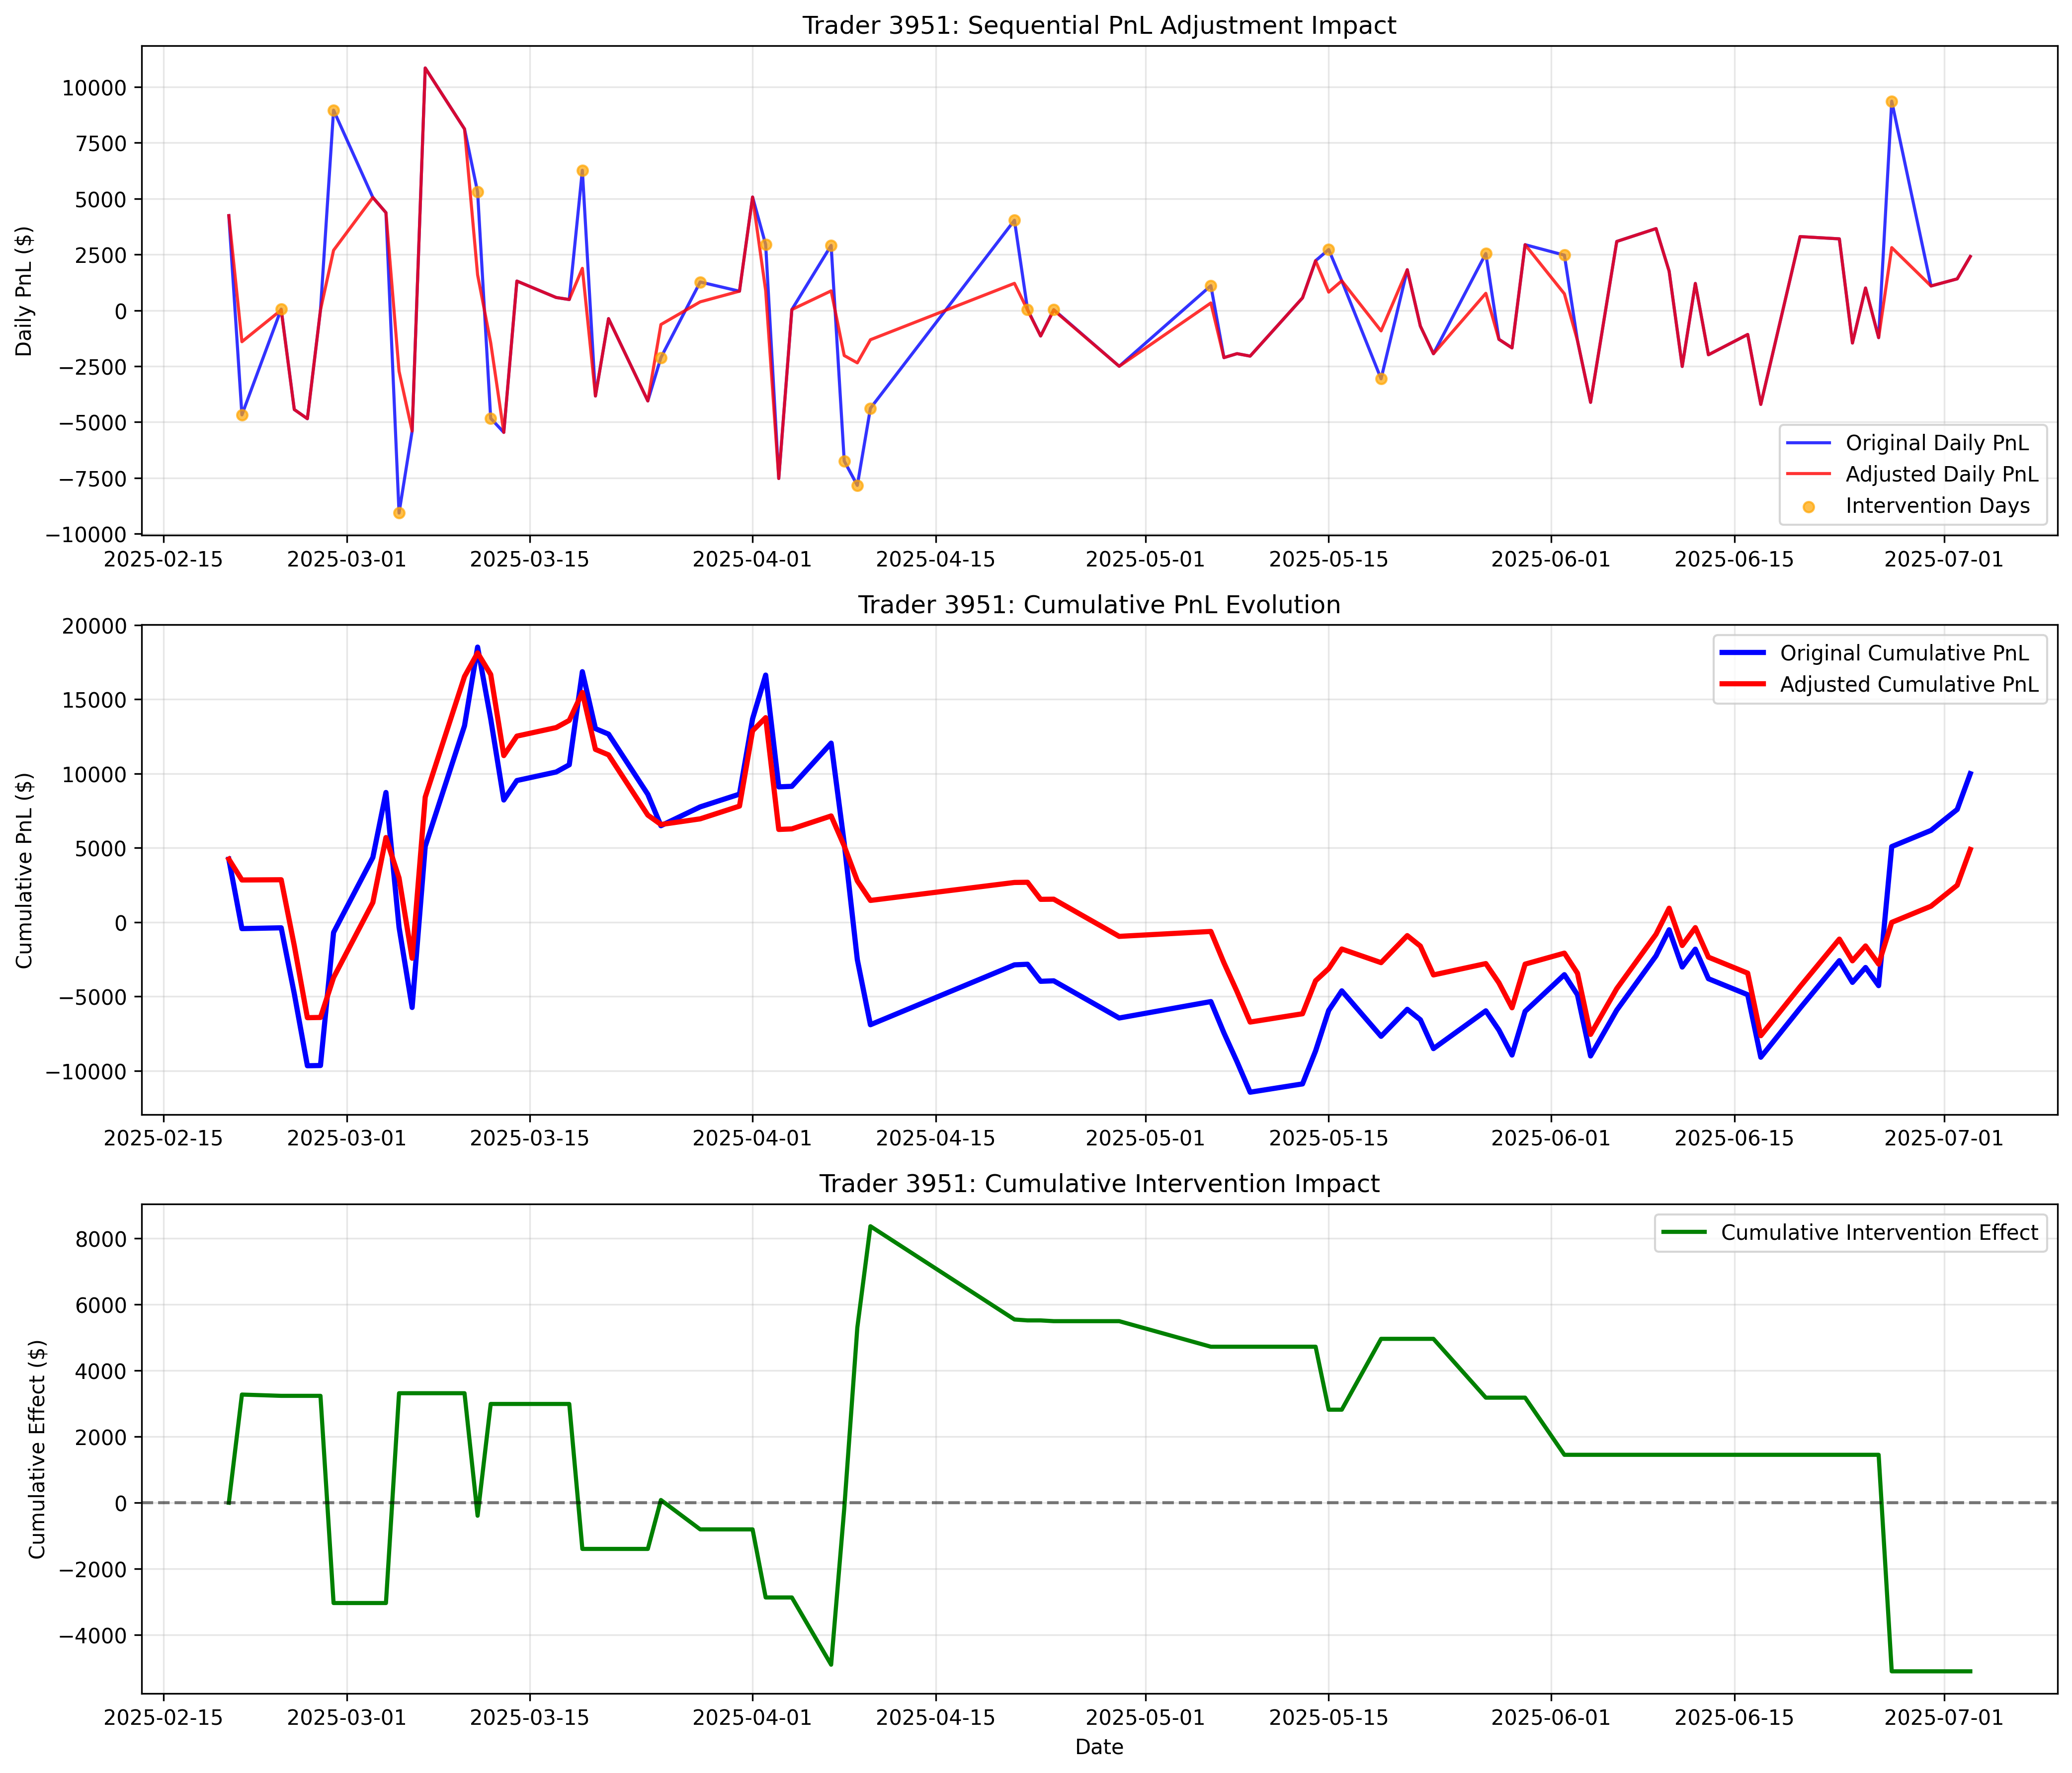 Trader 3951: Sequential PnL Adjustment Impact
Daily PnL ($)
10000
7500
5000
2500
0
−2500
−5000
−7500
−10000
Original Daily PnL
Adjusted Daily PnL
Intervention Days
2025-02-15 2025-03-01 2025-03-15 2025-04-01 2025-04-15 2025-05-01 2025-05-15 2025-06-01 2025-06-15 2025-07-01
Trader 3951: Cumulative PnL Evolution
Cumulative PnL ($)
20000
15000
10000
5000
0
−5000
−10000
Original Cumulative PnL
Adjusted Cumulative PnL
2025-02-15 2025-03-01 2025-03-15 2025-04-01 2025-04-15 2025-05-01 2025-05-15 2025-06-01 2025-06-15 2025-07-01
Trader 3951: Cumulative Intervention Impact
Cumulative Effect ($)
8000
6000
4000
2000
0
−2000
−4000
Cumulative Intervention Effect
2025-02-15 2025-03-01 2025-03-15 2025-04-01 2025-04-15 2025-05-01 2025-05-15 2025-06-01 2025-06-15 2025-07-01
Date